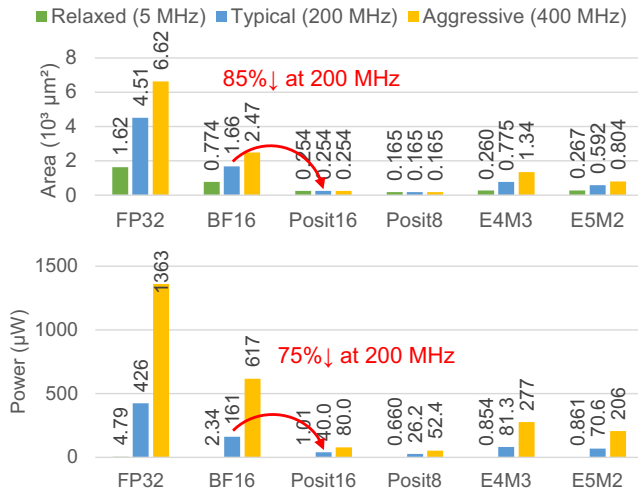 Relaxed (5 MHz) Typical (200 MHz) Aggressive (400 MHz)
Area (10³ µm²)
8
6
4
2
0
85%↓ at 200 MHz
1.62 4.51 6.62
0.774 1.66 2.47
0.254 0.254 0.254
0.165 0.165 0.165
0.260 0.775 1.34
0.267 0.592 0.804
FP32 BF16 Posit16 Posit8 E4M3 E5M2
Power (µW)
1500
1000
500
0
75%↓ at 200 MHz
4.79 426 1363
2.34 161 617
1.01 40.0 80.0
0.660 26.2 52.4
0.854 81.3 277
0.861 70.6 206
FP32 BF16 Posit16 Posit8 E4M3 E5M2